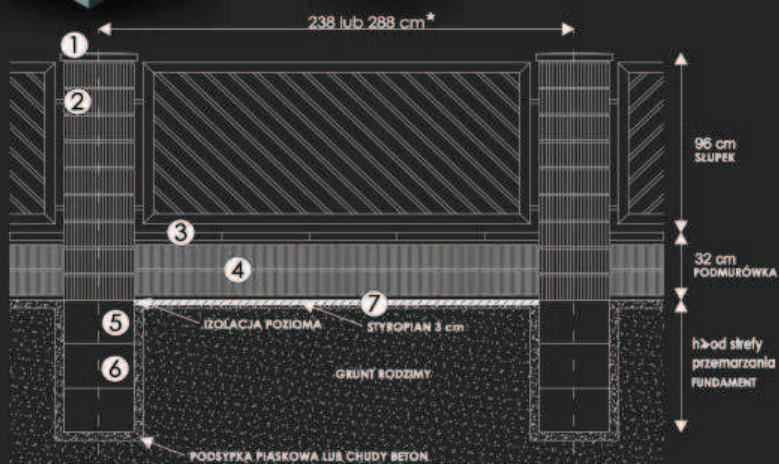 238 lub 288 cm*
1
2
96 cm
SŁUPEK
3
4
32 cm
PODMURÓWKA
7
5
IZOLACJA POZIOMA
STYROPIAN 3 cm
6
GRUNT RODZIMY
h>od strefy
przemarzania
FUNDAMENT
PODSYPKA PIASKOWA LUB CHUDY BETON